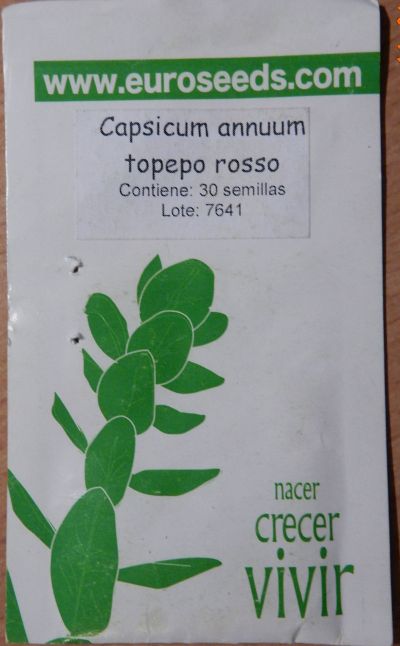 www.euroseeds.com
Capsicum annuum
topepo rosso
Contiene: 30 semillas
Lote: 7641
nacer
crecer
vivir